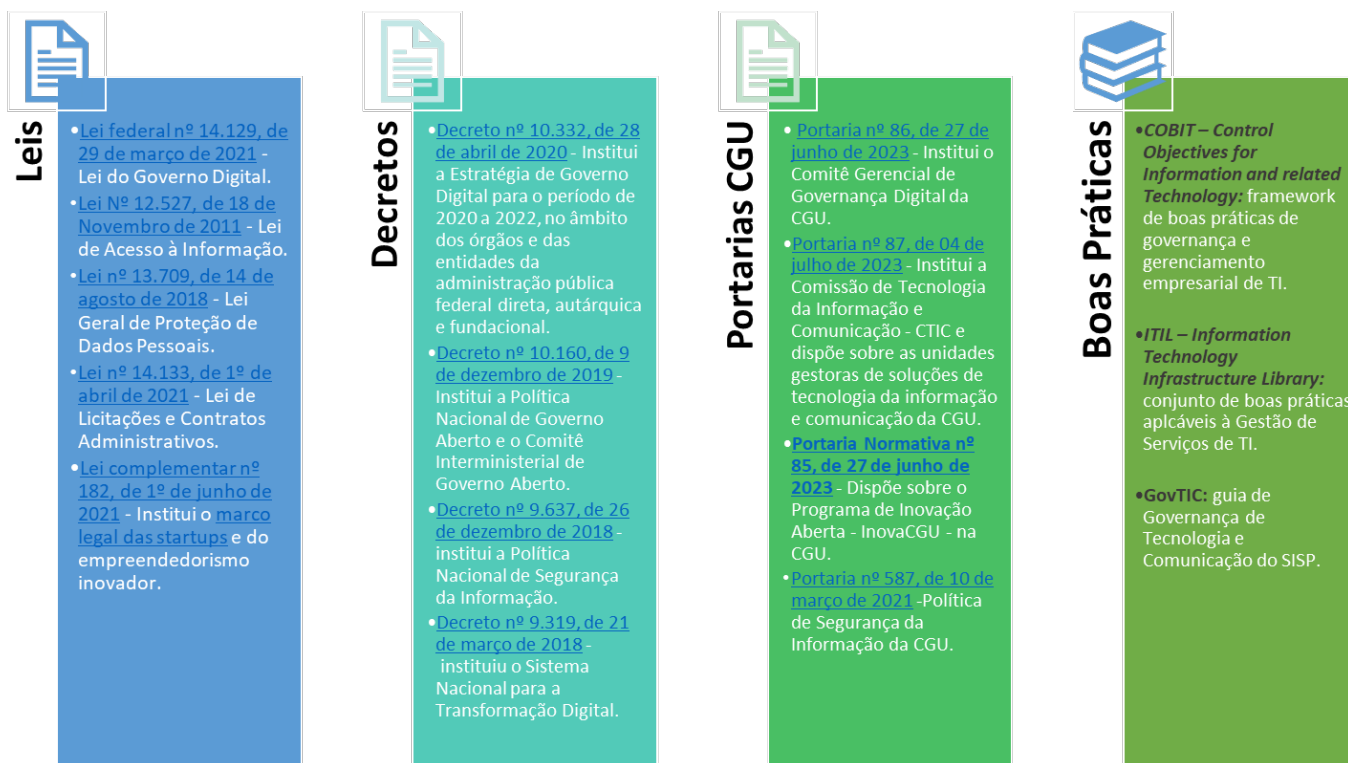 Leis
•Lei federal nº 14.129, de
29 de março de 2021 -
Lei do Governo Digital.
•Lei Nº 12.527, de 18 de
Novembro de 2011 - Lei
de Acesso à Informação.
•Lei nº 13.709, de 14 de
agosto de 2018 - Lei
Geral de Proteção de
Dados Pessoais.
•Lei nº 14.133, de 1º de
abril de 2021 - Lei de
Licitações e Contratos
Administrativos.
•Lei complementar nº
182, de 1º de junho de
2021 - Institui o marco
legal das startups e do
empreendedorismo
inovador.
Decretos
•Decreto nº 10.332, de 28
de abril de 2020 - Institui
a Estratégia de Governo
Digital para o período de
2020 a 2022, no âmbito
dos órgãos e das
entidades da
administração pública
federal direta, autárquica
e fundacional.
•Decreto nº 10.160, de 9
de dezembro de 2019 -
Institui a Política
Nacional de Governo
Aberto e o Comitê
Interministerial de
Governo Aberto.
•Decreto nº 9.637, de 26
de dezembro de 2018 -
institui a Política
Nacional de Segurança
da Informação.
•Decreto nº 9.319, de 21
de março de 2018 -
instituiu o Sistema
Nacional para a
Transformação Digital.
Portarias CGU
• Portaria nº 86, de 27 de
junho de 2023 - Institui o
Comitê Gerencial de
Governança Digital da
CGU.
•Portaria nº 87, de 04 de
julho de 2023 - Institui a
Comissão de Tecnologia
da Informação e
Comunicação - CTIC e
dispõe sobre as unidades
gestoras de soluções de
tecnologia da informação
e comunicação da CGU.
•Portaria Normativa nº
85, de 27 de junho de
2023 - Dispõe sobre o
Programa de Inovação
Aberta - InovaCGU - na
CGU.
•Portaria nº 587, de 10 de
março de 2021 -Política
de Segurança da
Informação da CGU.
Boas Práticas
•COBIT – Control
Objectives for
Information and related
Technology: framework
de boas práticas de
governança e
gerenciamento
empresarial de TI.
•ITIL – Information
Technology
Infrastructure Library:
conjunto de boas práticas
aplcáveis à Gestão de
Serviços de TI.
•GovTIC: guia de
Governança de
Tecnologia e
Comunicação do SISP.